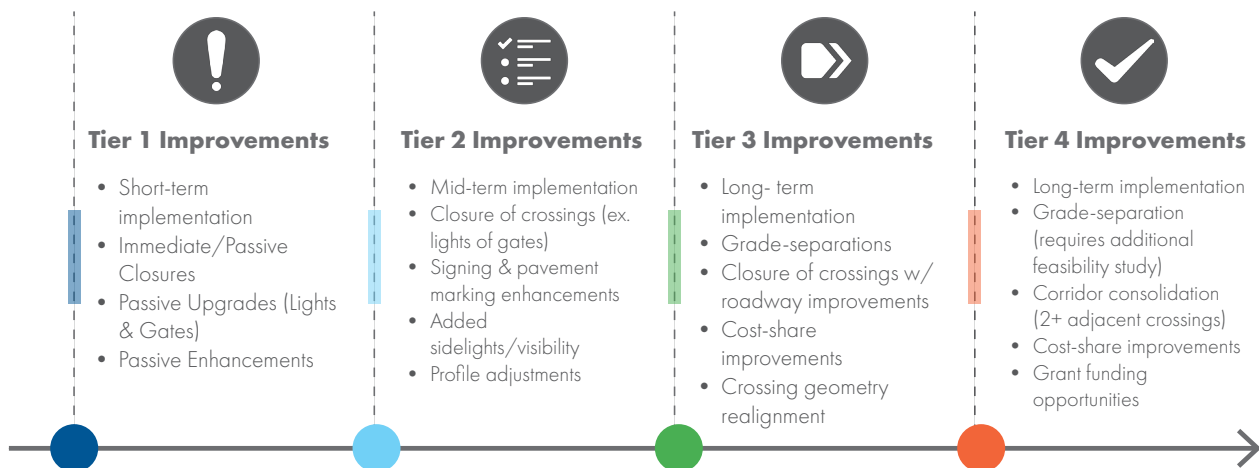 Tier 1 Improvements
• Short-term
implementation
• Immediate/Passive
Closures
• Passive Upgrades (Lights
& Gates)
• Passive Enhancements
Tier 2 Improvements
• Mid-term implementation
• Closure of crossings (ex.
lights of gates)
• Signing & pavement
marking enhancements
• Added
sidelights/visibility
• Profile adjustments
Tier 3 Improvements
• Long- term
implementation
• Grade-separations
• Closure of crossings w/
roadway improvements
• Cost-share
improvements
• Crossing geometry
realignment
Tier 4 Improvements
• Long-term implementation
• Grade-separation
(requires additional
feasibility study)
• Corridor consolidation
(2+ adjacent crossings)
• Cost-share improvements
• Grant funding
opportunities